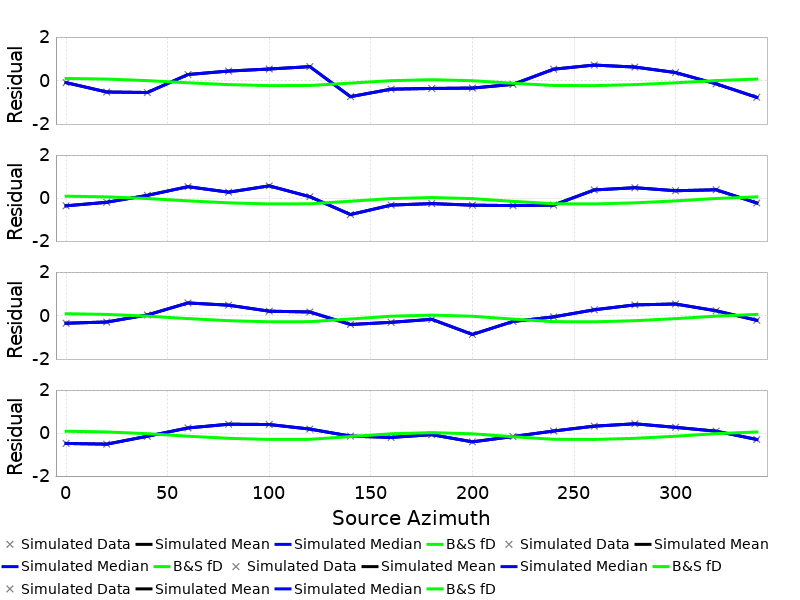 2
0
-2
Residual
2
0
-2
Residual
2
0
-2
Residual
2
0
-2
Residual
0 50 100 150 200 250 300
Source Azimuth
× Simulated Data Simulated Mean Simulated Median B&S fD × Simulated Data Simulated Mean
Simulated Median B&S fD × Simulated Data Simulated Mean Simulated Median B&S fD
× Simulated Data Simulated Mean Simulated Median B&S fD